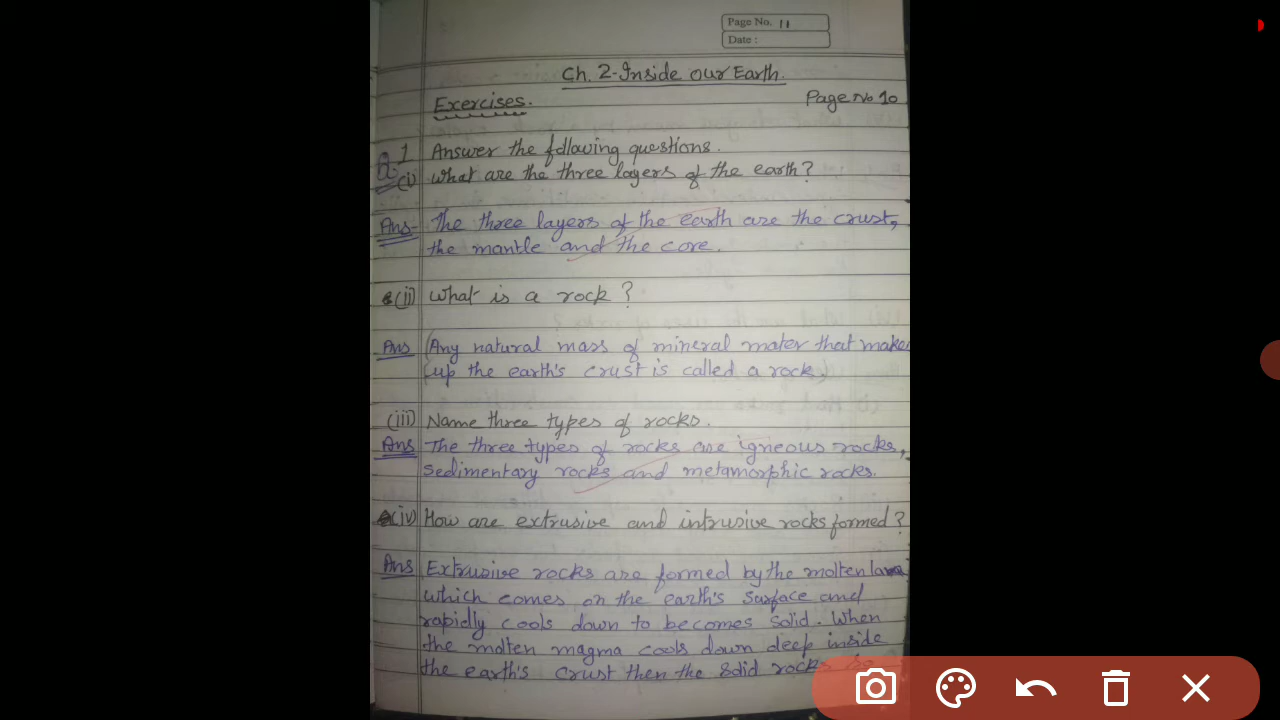 Page No. 11
Date :
Ch. 2-Inside our Earth.
Exercises. Page No 10
Q 1 Answer the following questions.
(i) What are the three layers of the earth?
Ans- The three layers of the earth are the crust,
the mantle and the core.
(ii) What is a rock?
Ans (Any natural mass of mineral mater that make
up the earth's crust is called a rock.)
(iii) Name three types of rocks.
Ans The three types of rocks are igneous rocks,
sedimentary rocks and metamorphic rocks.
(iv) How are extrusive and intrusive rocks formed?
Ans Extrusive rocks are formed by the molten lava
which comes on the earth's surface and
rapidly cools down to becomes solid. When
the molten magma cools down deep inside
the earth's crust then the solid rocks so